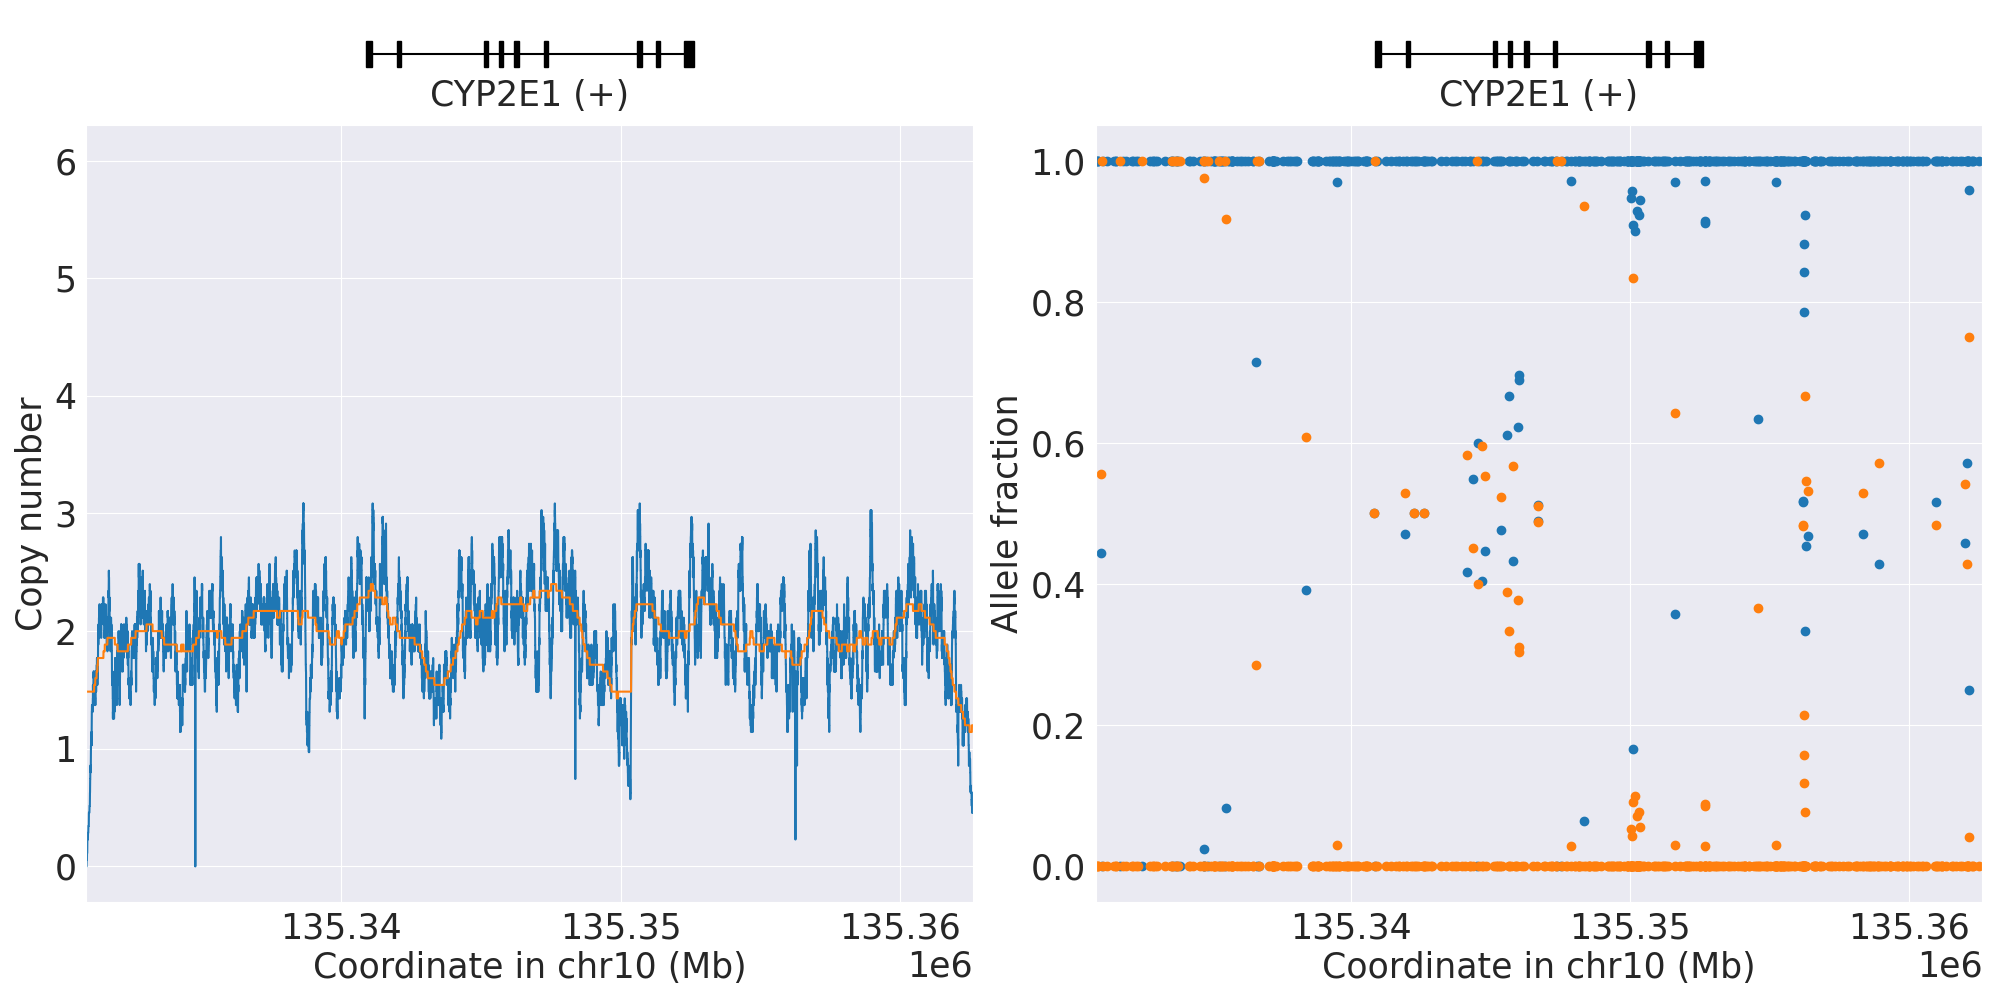 CYP2E1 (+)
CYP2E1 (+)
Copy number
6
5
4
3
2
1
0
135.34
135.35
135.36
Coordinate in chr10 (Mb)
1e6
Allele fraction
1.0
0.8
0.6
0.4
0.2
0.0
135.34
135.35
135.36
Coordinate in chr10 (Mb)
1e6